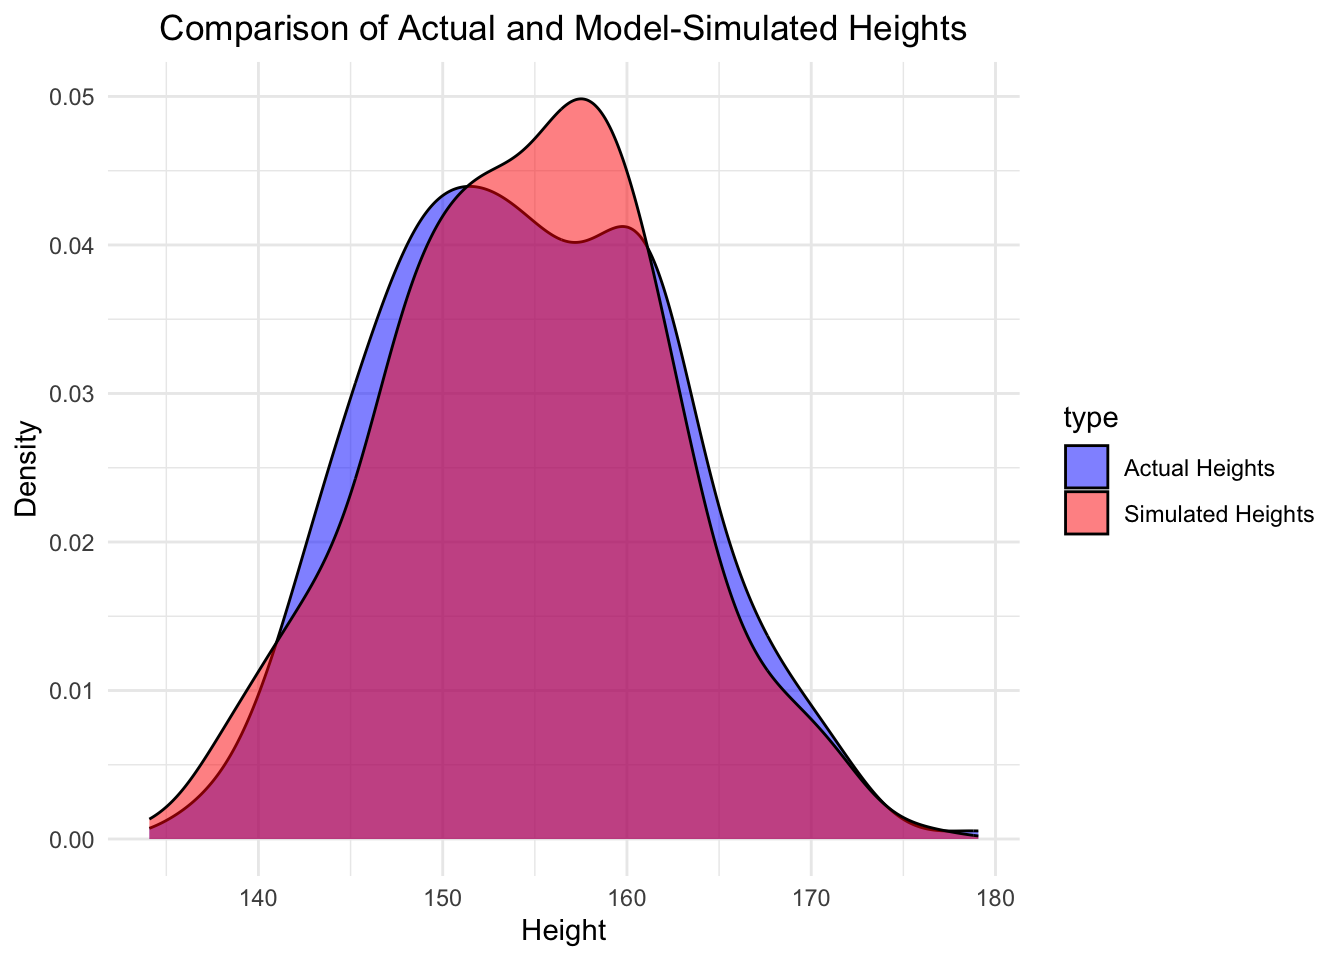 Comparison of Actual and Model-Simulated Heights
0.05
0.04
0.03
0.02
0.01
0.00
Density
140 150 160 170 180
Height
type
Actual Heights
Simulated Heights